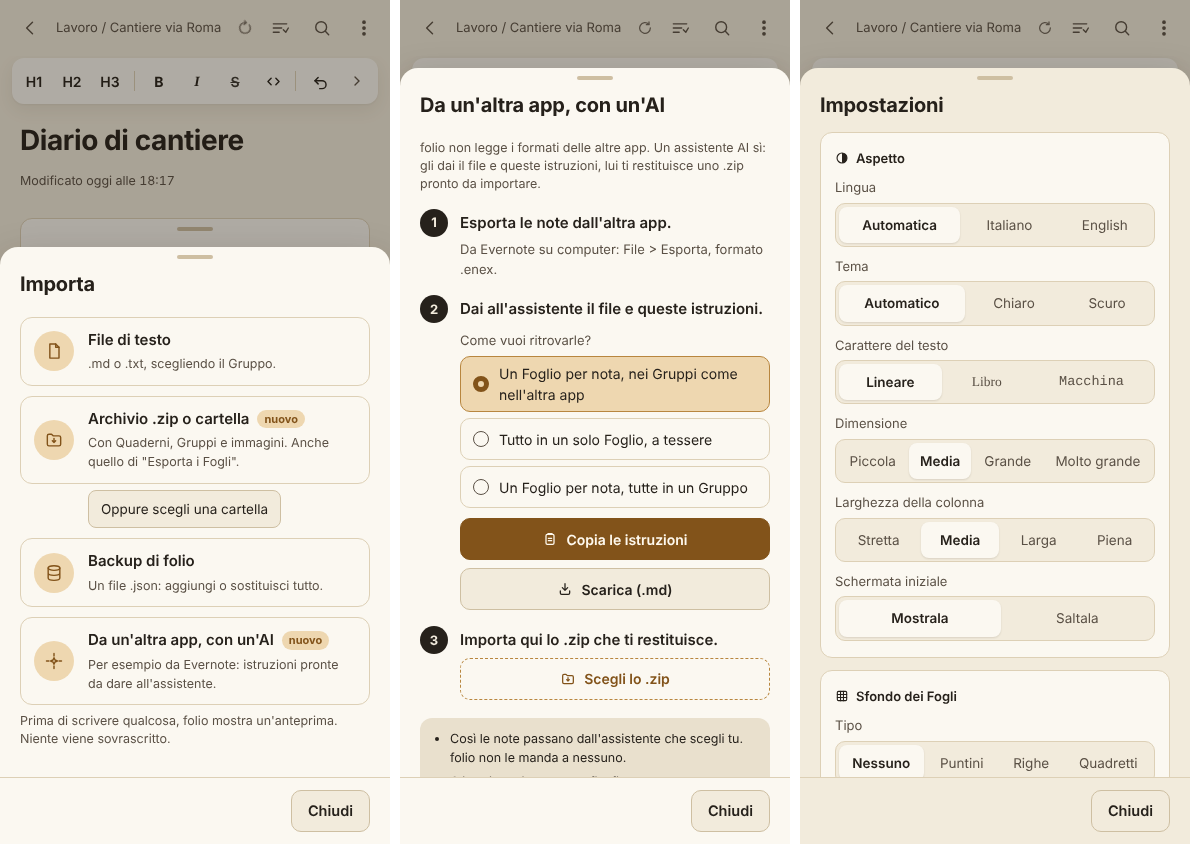 Lavoro / Cantiere via Roma
H1 H2 H3 B I S <>
Diario di cantiere
Modificato oggi alle 18:17
Importa
File di testo
.md o .txt, scegliendo il Gruppo.
Archivio .zip o cartella nuovo
Con Quaderni, Gruppi e immagini. Anche
quello di "Esporta i Fogli".
Oppure scegli una cartella
Backup di folio
Un file .json: aggiungi o sostituisci tutto.
Da un'altra app, con un'AI nuovo
Per esempio da Evernote: istruzioni pronte
da dare all'assistente.
Prima di scrivere qualcosa, folio mostra un'anteprima.
Niente viene sovrascritto.
Chiudi
Lavoro / Cantiere via Roma
Da un'altra app, con un'AI
folio non legge i formati delle altre app. Un assistente AI sì:
gli dai il file e queste istruzioni, lui ti restituisce uno .zip
pronto da importare.
1 Esporta le note dall'altra app.
Da Evernote su computer: File > Esporta, formato
.enex.
2 Dai all'assistente il file e queste istruzioni.
Come vuoi ritrovarle?
Un Foglio per nota, nei Gruppi come
nell'altra app
Tutto in un solo Foglio, a tessere
Un Foglio per nota, tutte in un Gruppo
Copia le istruzioni
Scarica (.md)
3 Importa qui lo .zip che ti restituisce.
Scegli lo .zip
• Così le note passano dall'assistente che scegli tu.
folio non le manda a nessuno.
Chiudi
Lavoro / Cantiere via Roma
Impostazioni
Aspetto
Lingua
Automatica Italiano English
Tema
Automatico Chiaro Scuro
Carattere del testo
Lineare Libro Macchina
Dimensione
Piccola Media Grande Molto grande
Larghezza della colonna
Stretta Media Larga Piena
Schermata iniziale
Mostrala Saltala
Sfondo dei Fogli
Tipo
Nessuno Puntini Righe Quadretti
Chiudi